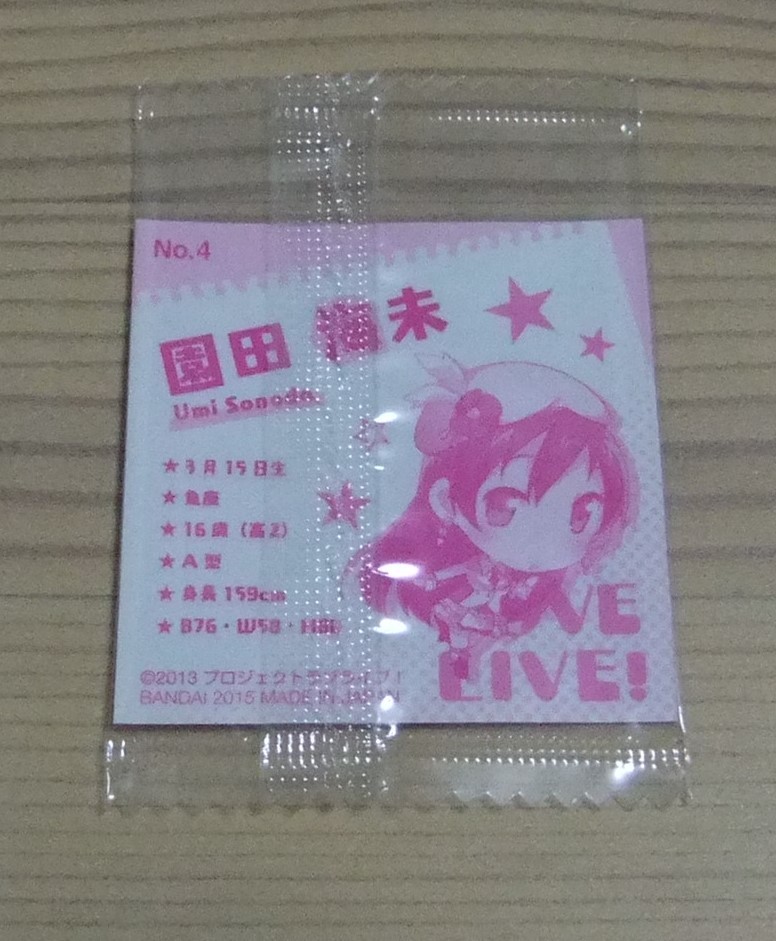 No.4
園田 海未
Umi Sonoda
★3月15日生
★魚座
★16歳（高2）
★A型
★身長159cm
★B76・W58・H80
©2013 プロジェクトラブライブ！
BANDAI 2015 MADE IN JAPAN
VE
LIVE!